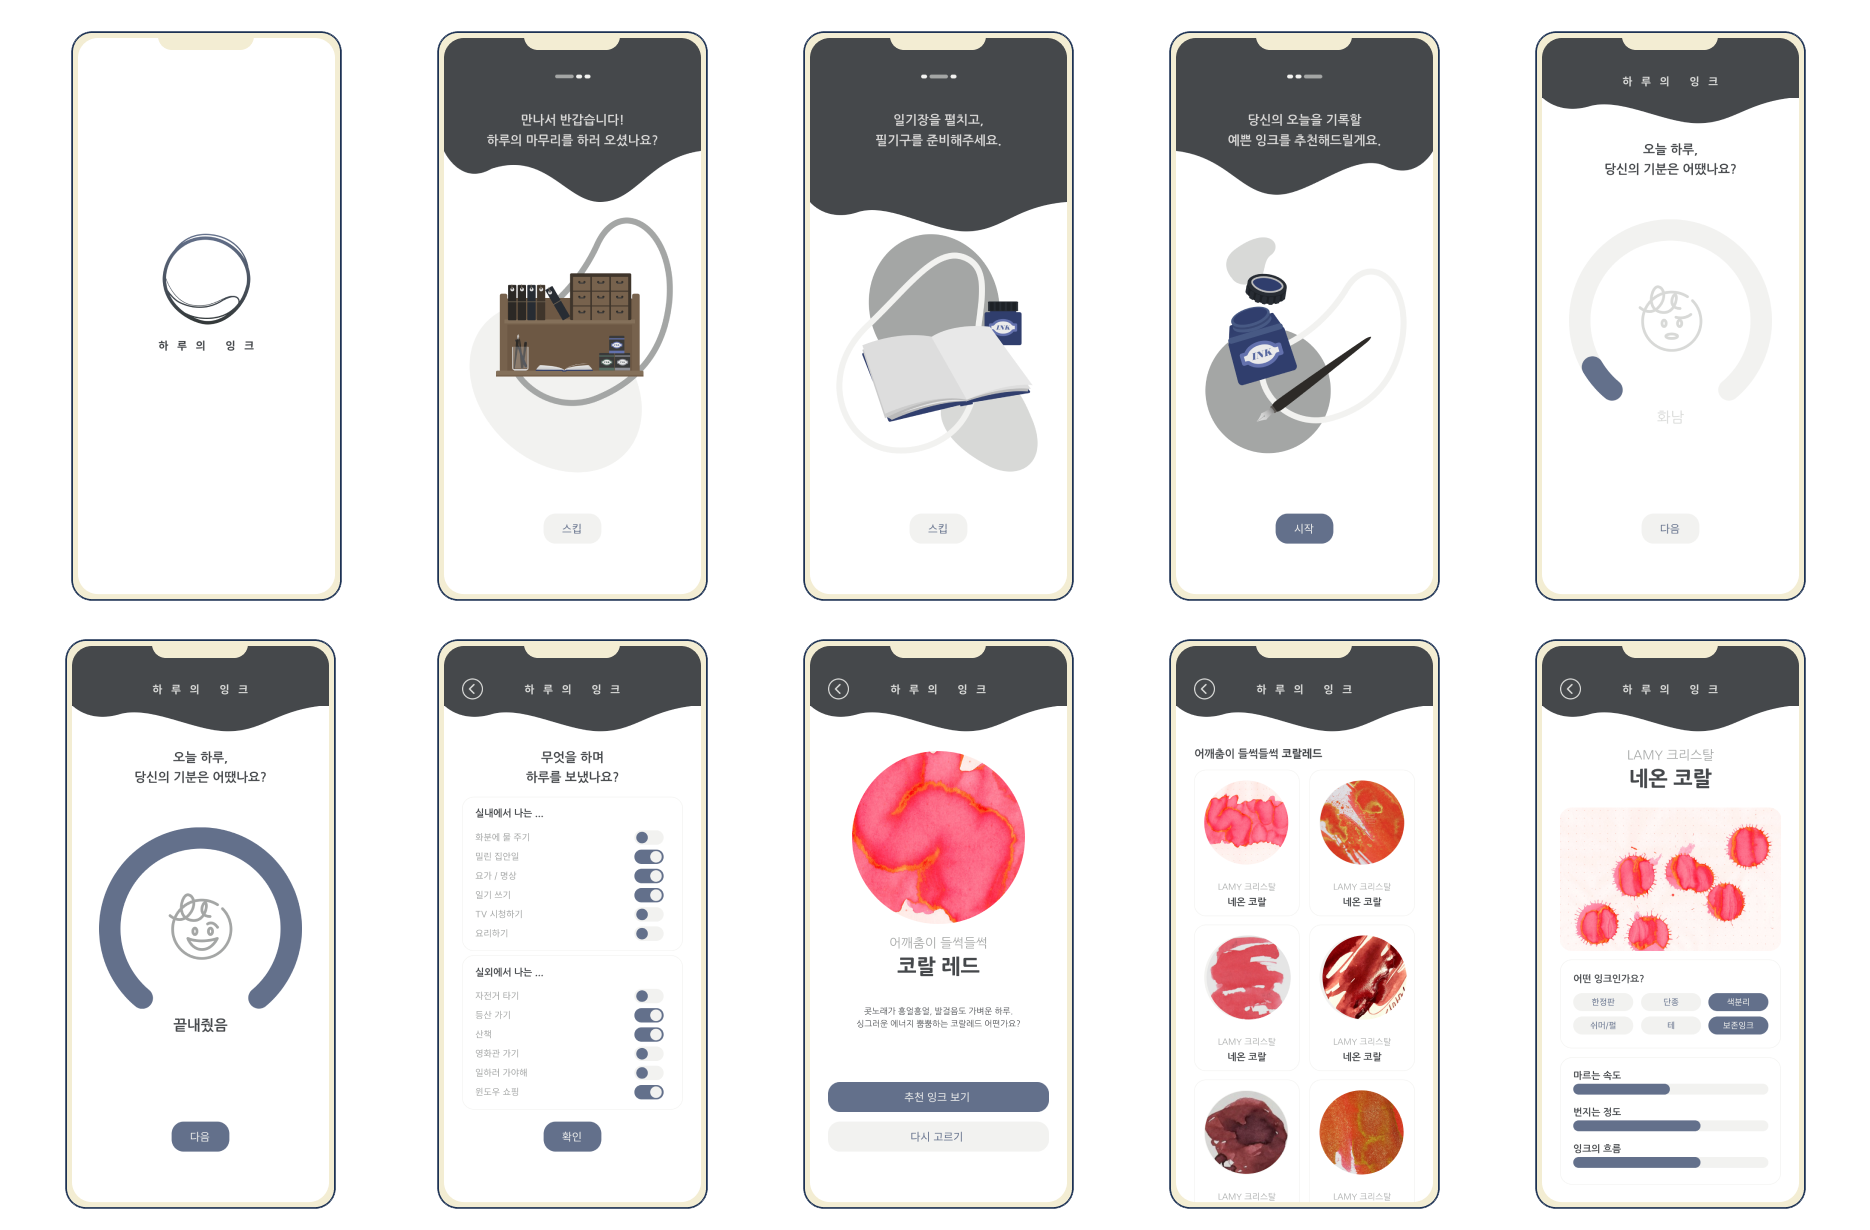 하루의 잉크
만나서 반갑습니다!
하루의 마무리를 하러 오셨나요?
INK
스킵
일기장을 펼치고,
필기구를 준비해주세요.
INK
스킵
당신의 오늘을 기록할
예쁜 잉크를 추천해드릴게요.
INK
시작
하루의 잉크
오늘 하루,
당신의 기분은 어땠나요?
화남
다음
하루의 잉크
오늘 하루,
당신의 기분은 어땠나요?
끝내줬음
다음
하루의 잉크
무엇을 하며
하루를 보냈나요?
실내에서 나는 ...
화분에 물 주기
밀린 집안일
요가 / 명상
일기 쓰기
TV 시청하기
요리하기
실외에서 나는 ...
자전거 타기
등산 가기
산책
영화관 가기
일하러 가야해
윈도우 쇼핑
확인
하루의 잉크
어깨춤이 들썩들썩
코랄 레드
콧노래가 흥얼흥얼, 발걸음도 가벼운 하루.
싱그러운 에너지 뿜뿜하는 코랄레드 어떤가요?
추천 잉크 보기
다시 고르기
하루의 잉크
어깨춤이 들썩들썩 코랄레드
LAMY 크리스탈
네온 코랄
LAMY 크리스탈
네온 코랄
LAMY 크리스탈
네온 코랄
LAMY 크리스탈
네온 코랄
LAMY 크리스탈
LAMY 크리스탈
하루의 잉크
LAMY 크리스탈
네온 코랄
어떤 잉크인가요?
한정판
단종
색분리
쉬머/펄
테
보존잉크
마르는 속도
번지는 정도
잉크의 흐름